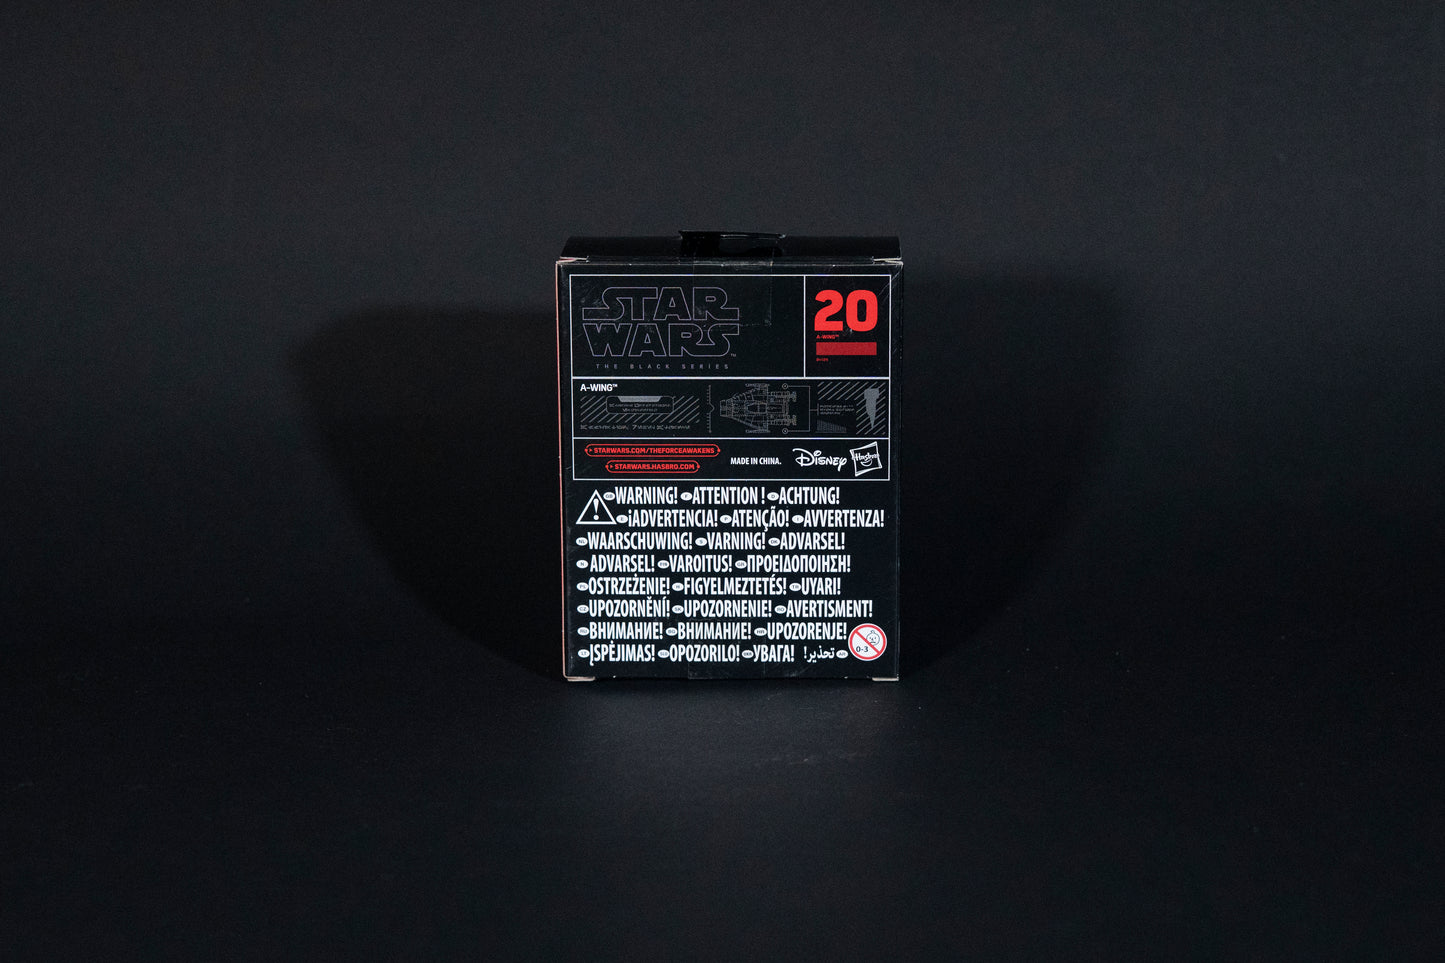 STAR
WARS™
THE BLACK SERIES
20
A-WING™
A-WING™
STARWARS.COM/THEFORCEAWAKENS
STARWARS.HASBRO.COM
MADE IN CHINA.
Disney
Hasbro
WARNING! ATTENTION ! ACHTUNG!
¡ADVERTENCIA! ATENÇÃO! AVVERTENZA!
WAARSCHUWING! VARNING! ADVARSEL!
ADVARSEL! VAROITUS! ΠΡΟΕΙΔΟΠΟΙΗΣΗ!
OSTRZEŻENIE! FIGYELMEZTETÉS! UYARI!
UPOZORNĚNÍ! UPOZORNENIE! AVERTISMENT!
ВНИМАНИЕ! ВНИМАНИЕ! UPOZORENJE!
ĮSPĖJIMAS! OPOZORILO! УВАГА! تحذير!
0-3